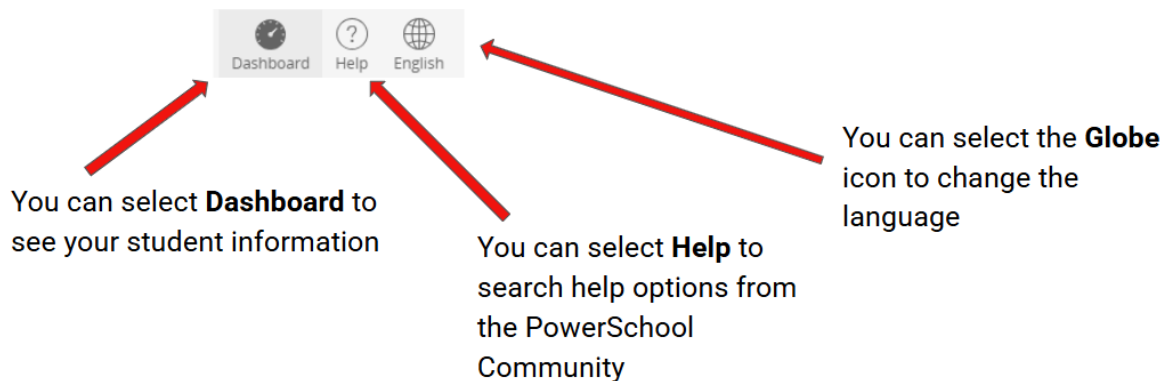 Dashboard Help English
You can select Dashboard to
see your student information
You can select Help to
search help options from
the PowerSchool
Community
You can select the Globe
icon to change the
language